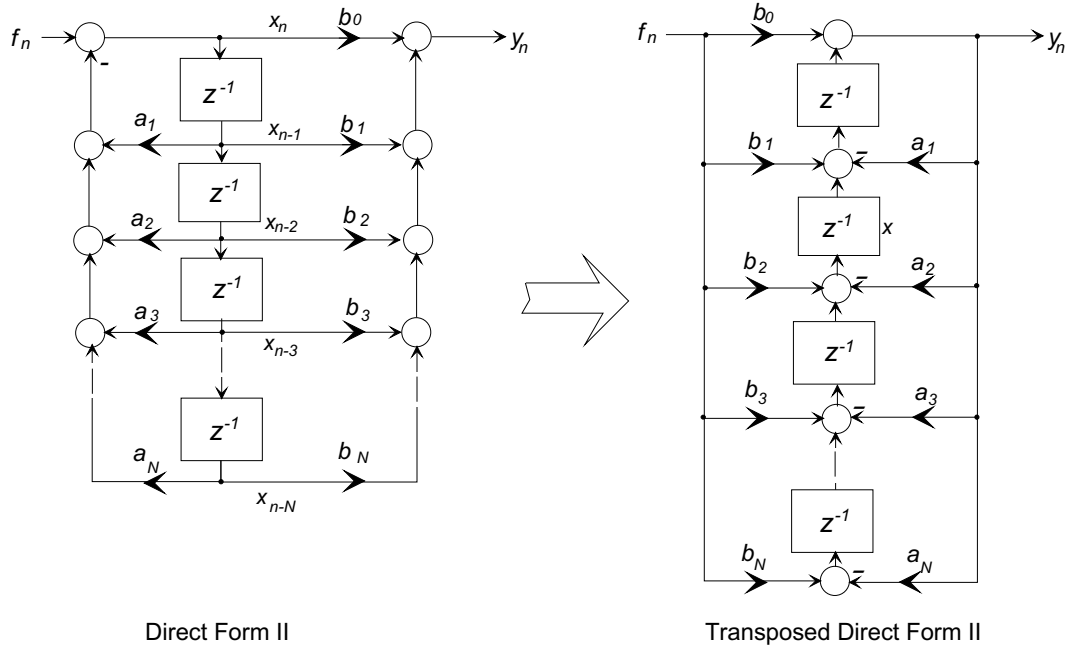 f_n - x_n b_0 y_n
z^-1
a_1 x_n-1 b_1
z^-1
a_2 x_n-2 b_2
z^-1
a_3 x_n-3 b_3
z^-1
a_N x_n-N b_N
Direct Form II
f_n b_0 y_n
z^-1
b_1 - a_1
z^-1 x
b_2 - a_2
z^-1
b_3 - a_3
z^-1
b_N - a_N
Transposed Direct Form II